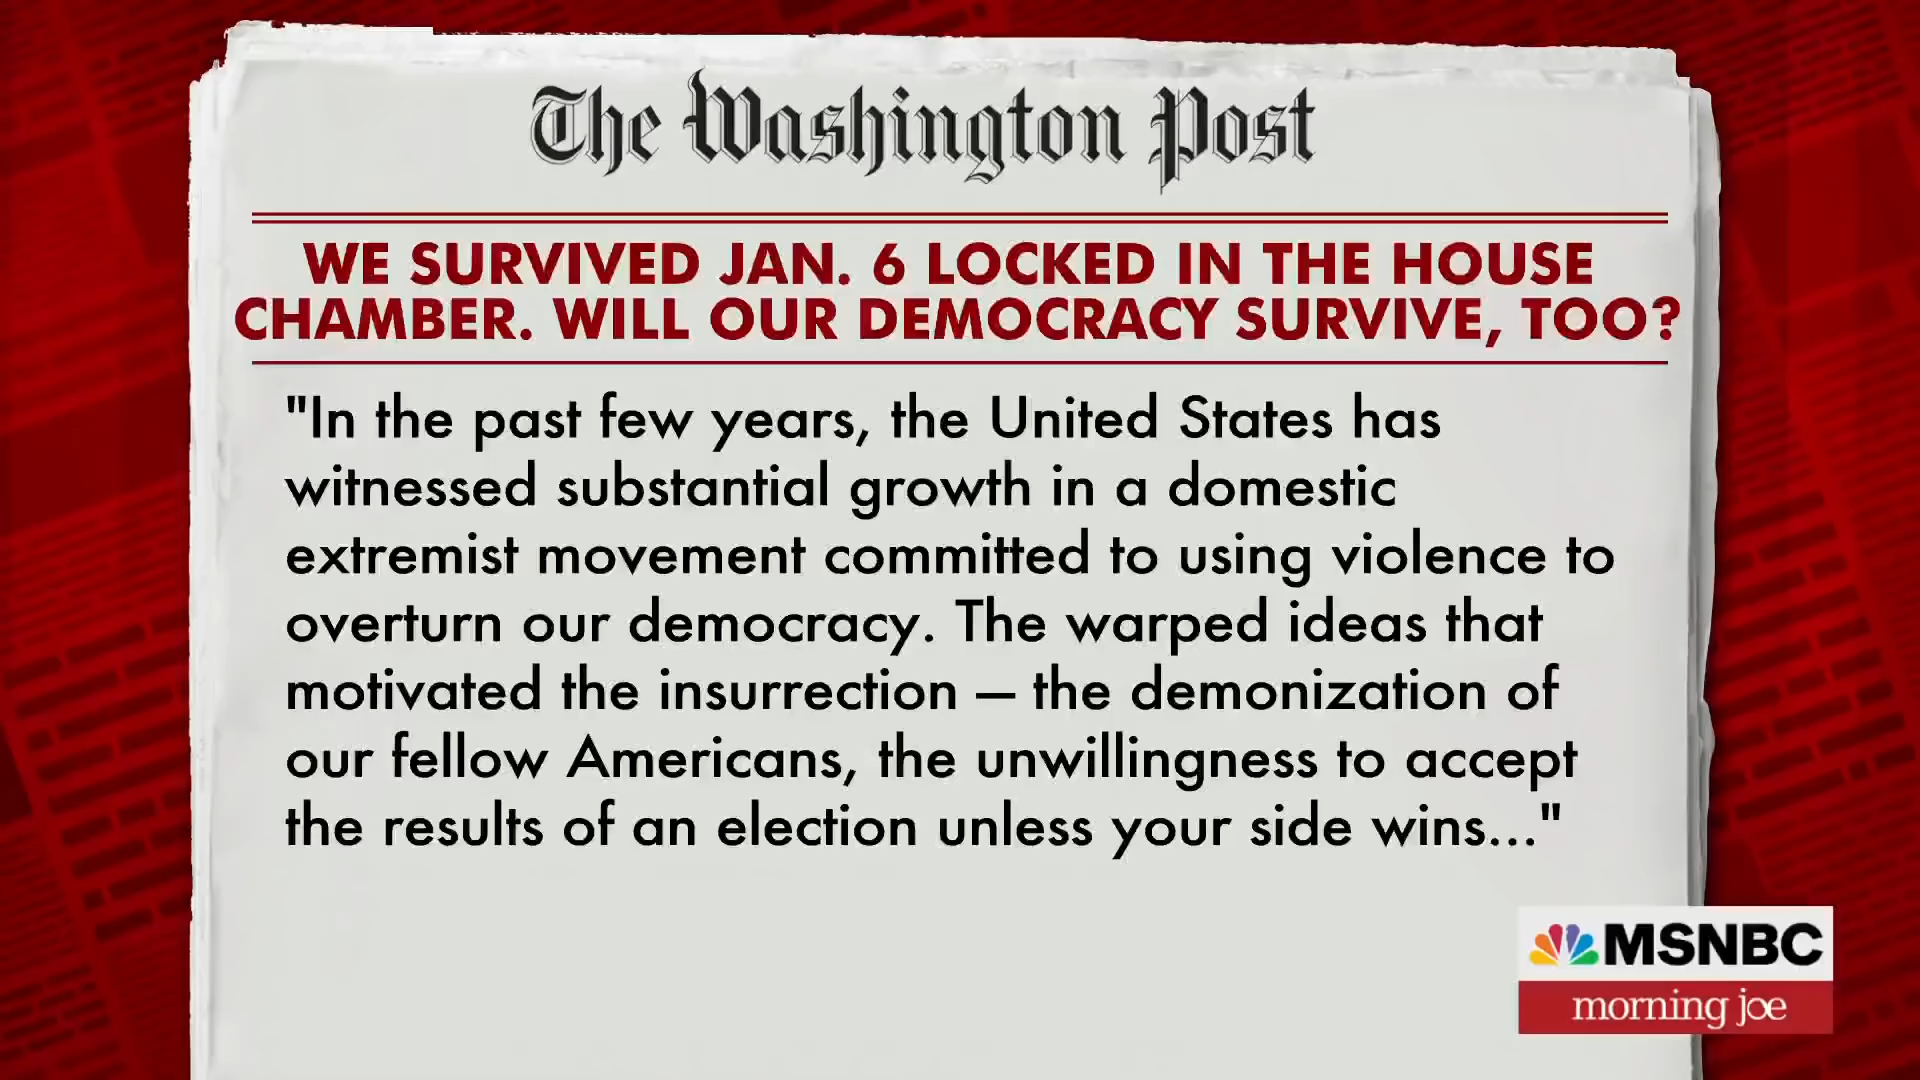 The Washington Post
WE SURVIVED JAN. 6 LOCKED IN THE HOUSE
CHAMBER. WILL OUR DEMOCRACY SURVIVE, TOO?
"In the past few years, the United States has
witnessed substantial growth in a domestic
extremist movement committed to using violence to
overturn our democracy. The warped ideas that
motivated the insurrection — the demonization of
our fellow Americans, the unwillingness to accept
the results of an election unless your side wins..."
MSNBC
morning joe